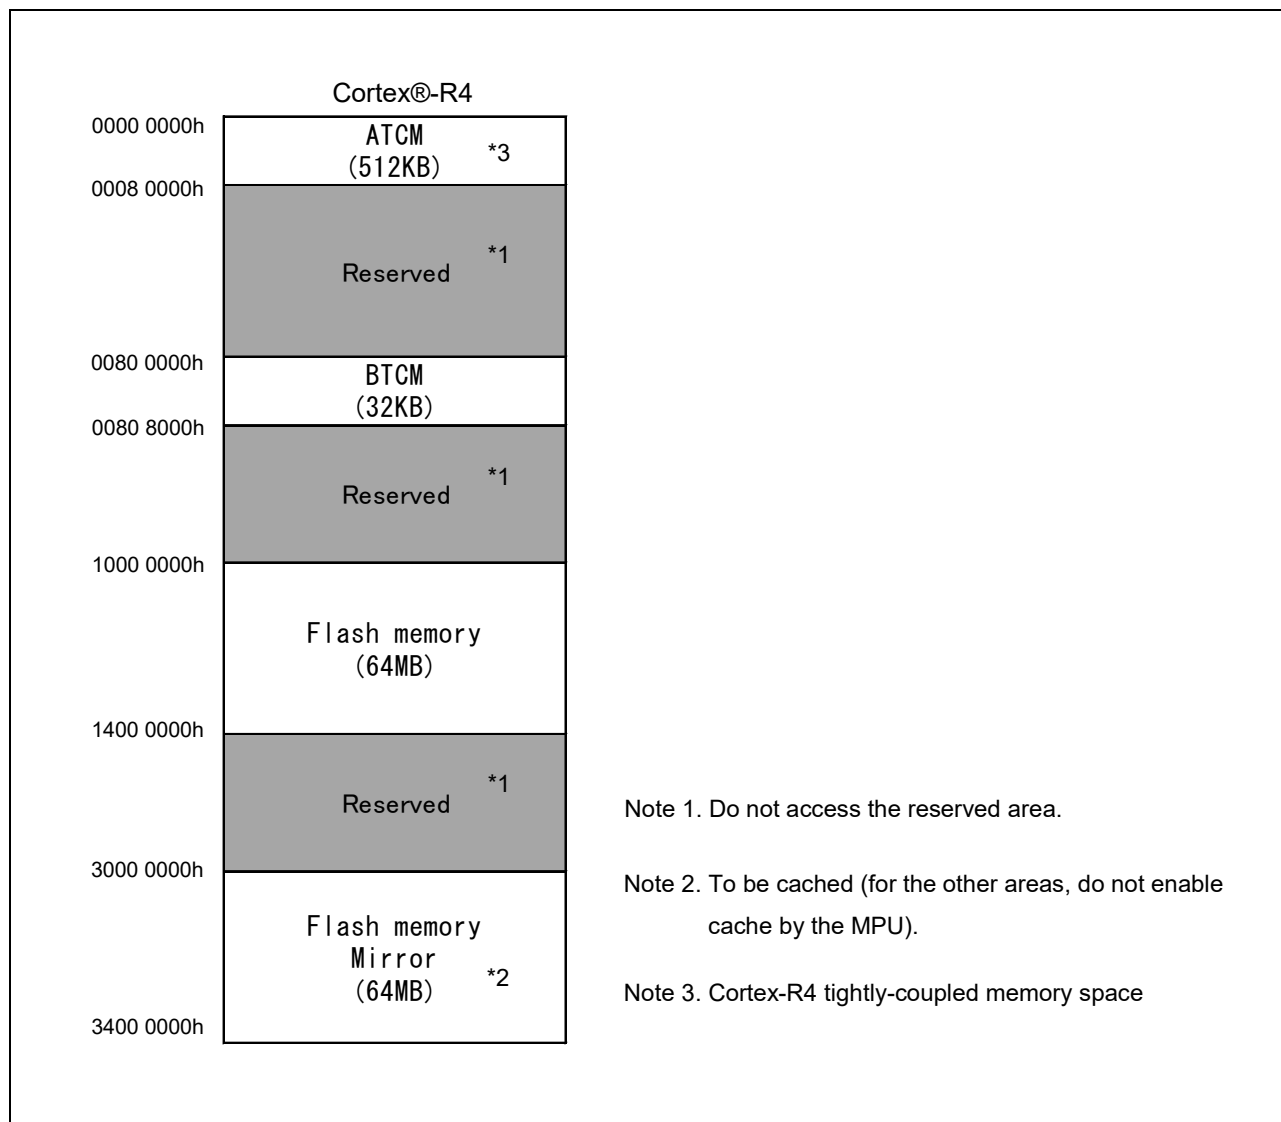 Cortex®-R4
0000 0000h
ATCM
(512KB)
*3
0008 0000h
Reserved
*1
0080 0000h
BTCM
(32KB)
0080 8000h
Reserved
*1
1000 0000h
Flash memory
(64MB)
1400 0000h
Reserved
*1
3000 0000h
Flash memory
Mirror
(64MB)
*2
3400 0000h
Note 1. Do not access the reserved area.
Note 2. To be cached (for the other areas, do not enable
cache by the MPU).
Note 3. Cortex-R4 tightly-coupled memory space